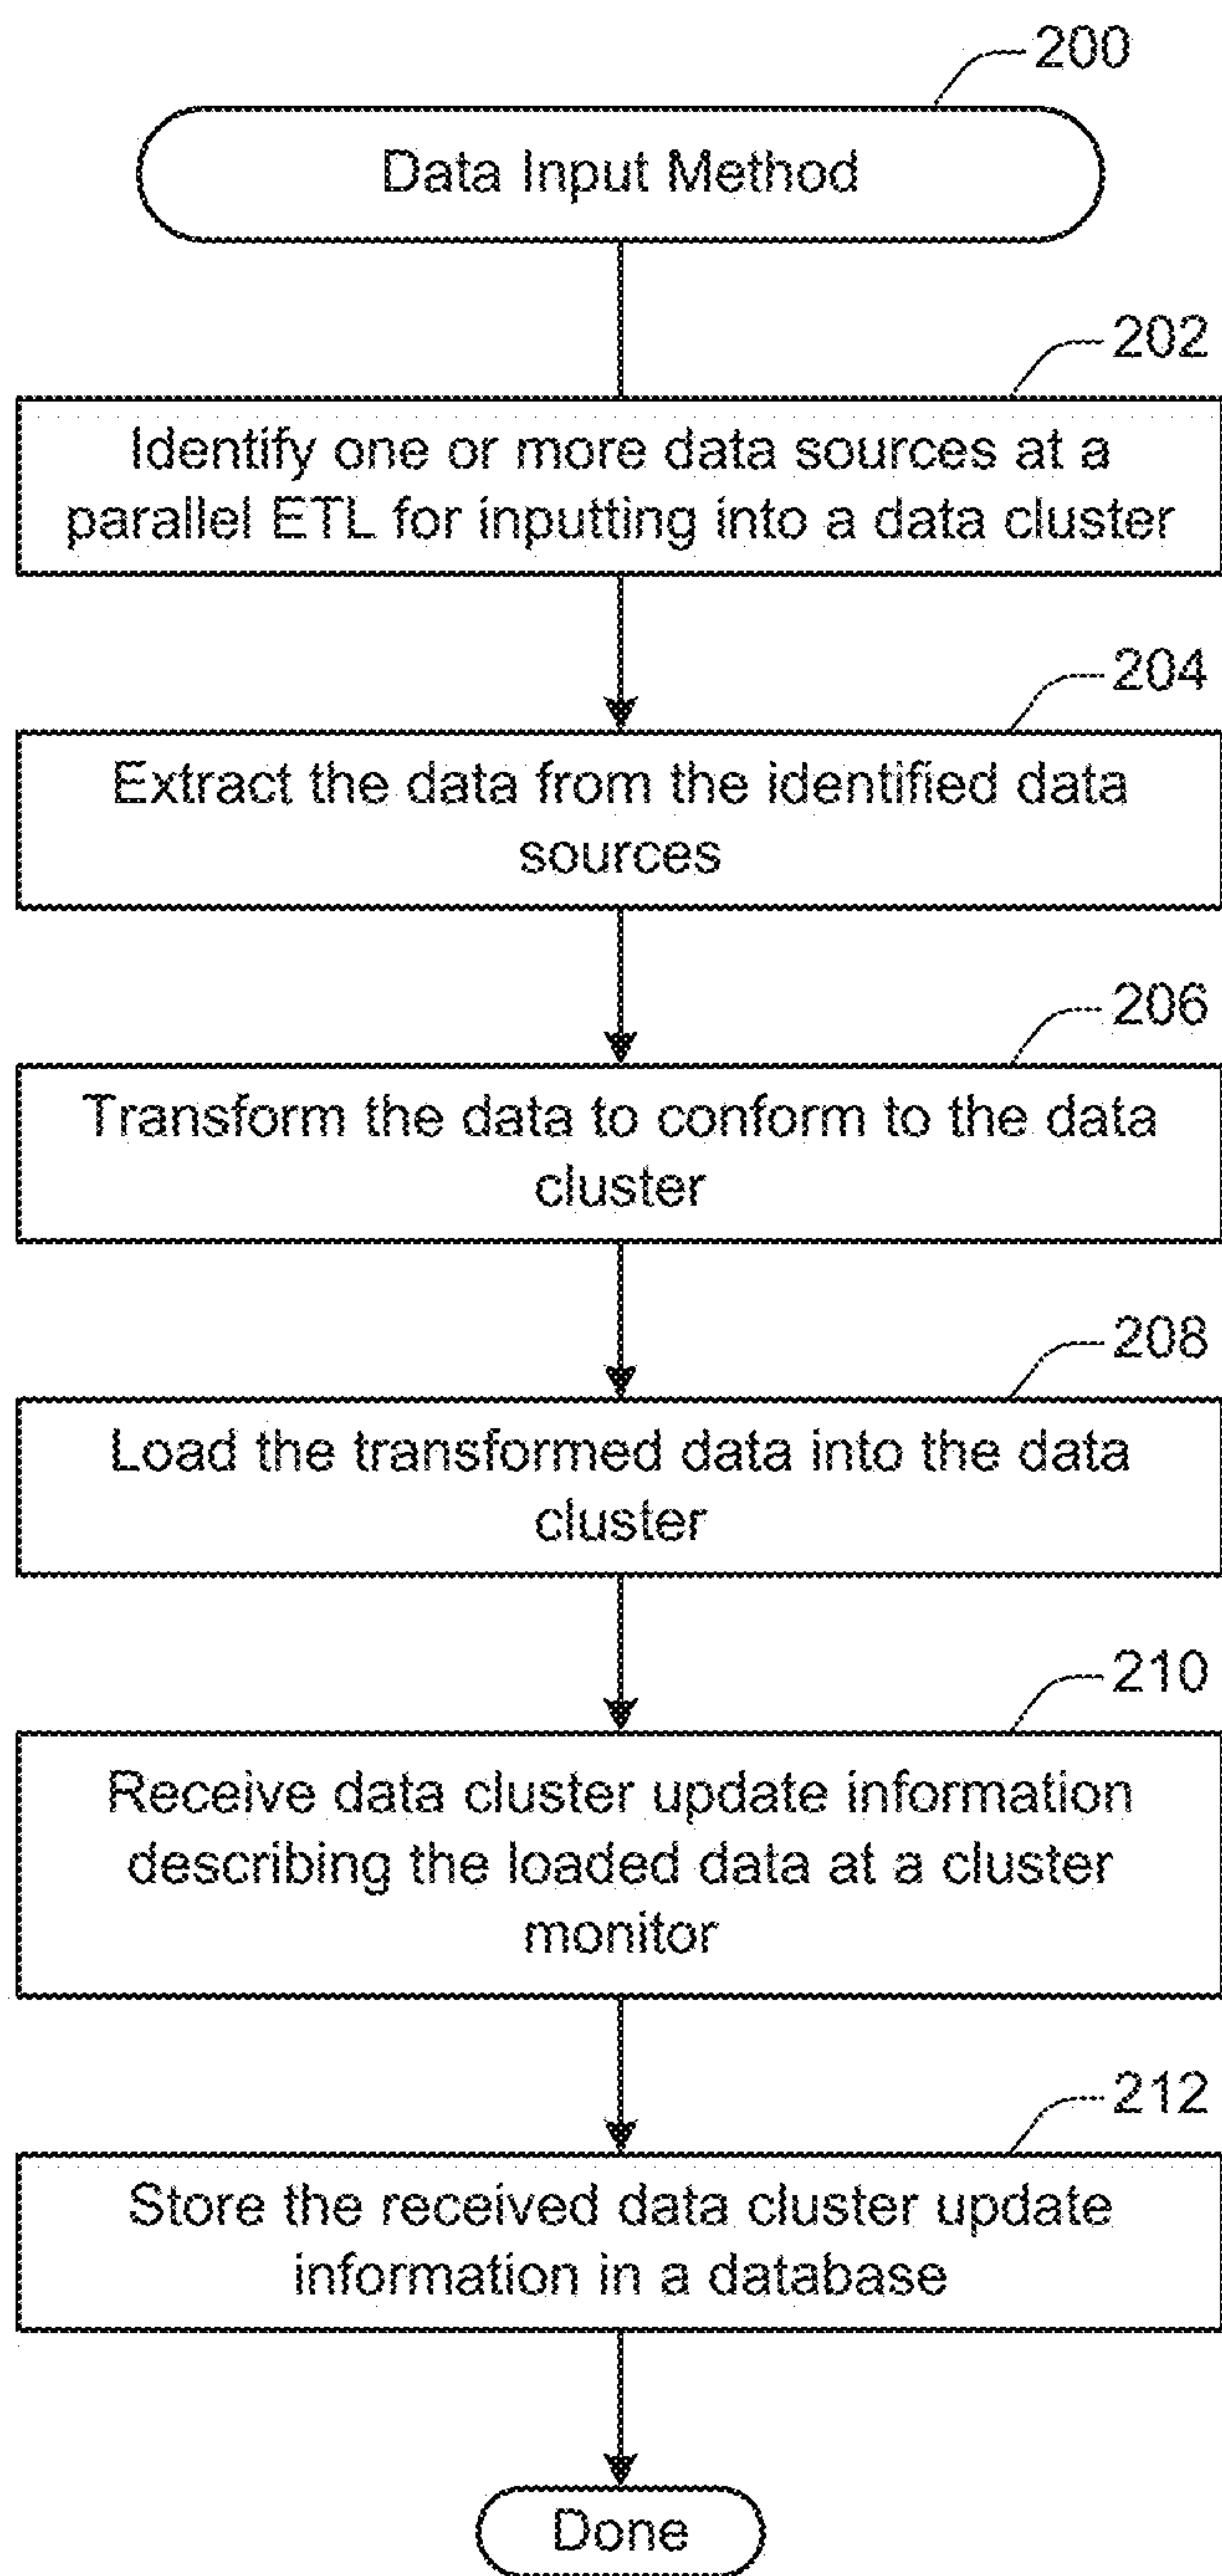 200
Data Input Method
202
Identify one or more data sources at a
parallel ETL for inputting into a data cluster
204
Extract the data from the identified data
sources
206
Transform the data to conform to the data
cluster
208
Load the transformed data into the data
cluster
210
Receive data cluster update information
describing the loaded data at a cluster
monitor
212
Store the received data cluster update
information in a database
Done